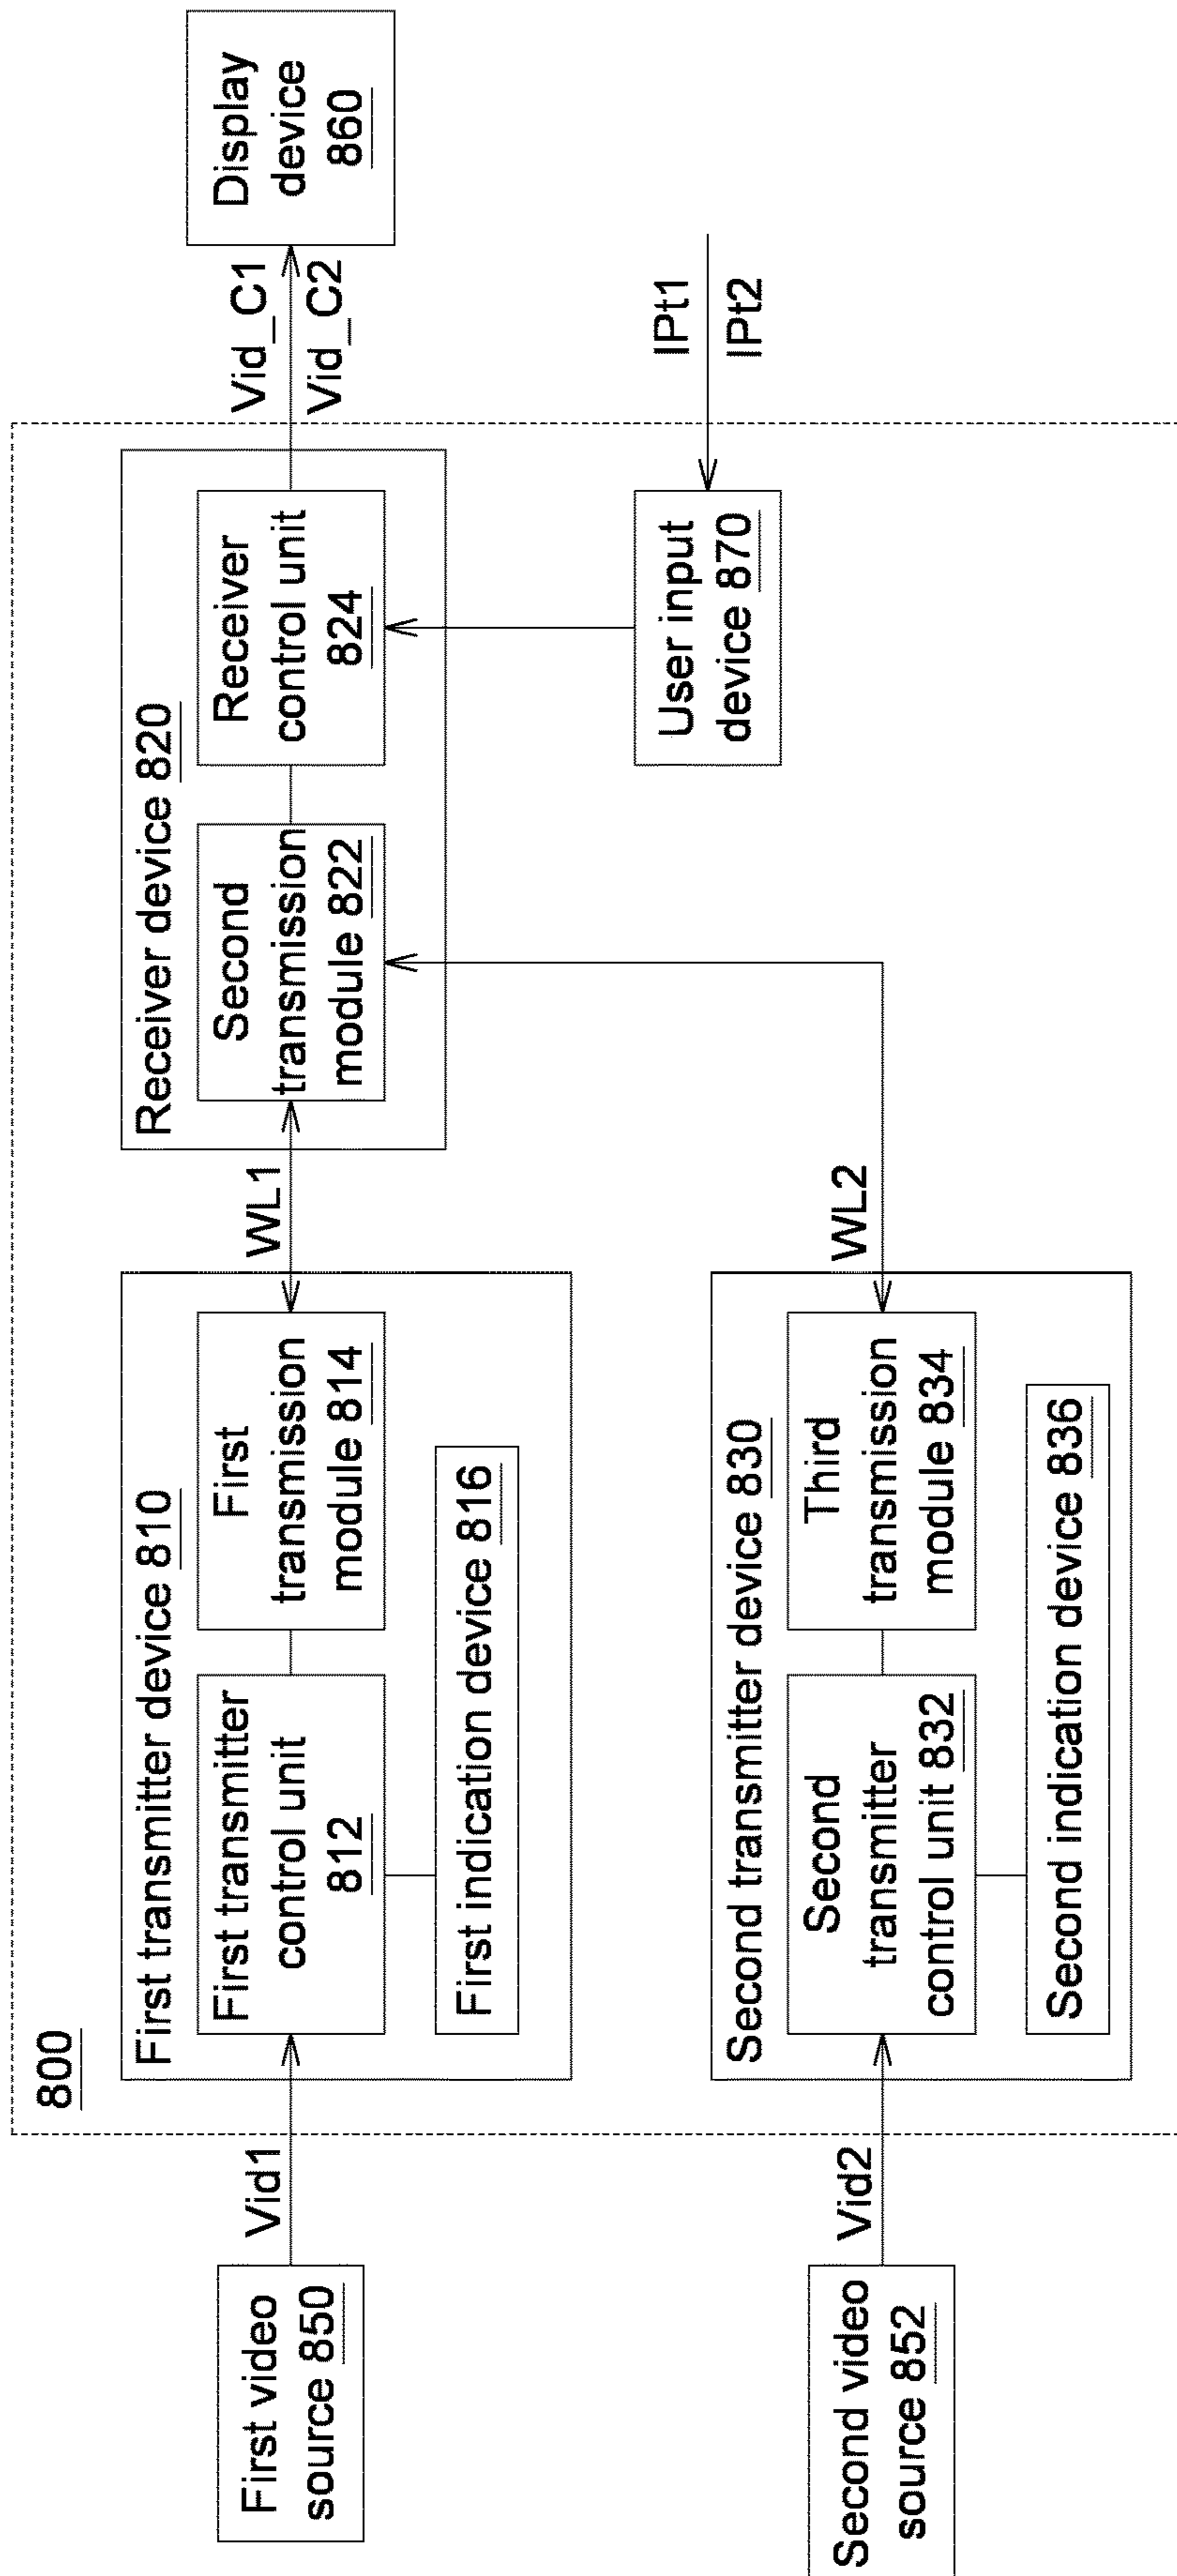 800
First video
source 850
Vid1
First transmitter device 810
First transmitter
control unit
812
First
transmission
module 814
First indication device 816
WL1
Receiver device 820
Second
transmission
module 822
Receiver
control unit
824
Vid_C1
Vid_C2
Display
device
860
Second video
source 852
Vid2
Second transmitter device 830
Second
transmitter
control unit 832
Third
transmission
module 834
Second indication device 836
WL2
User input
device 870
IPt1
IPt2